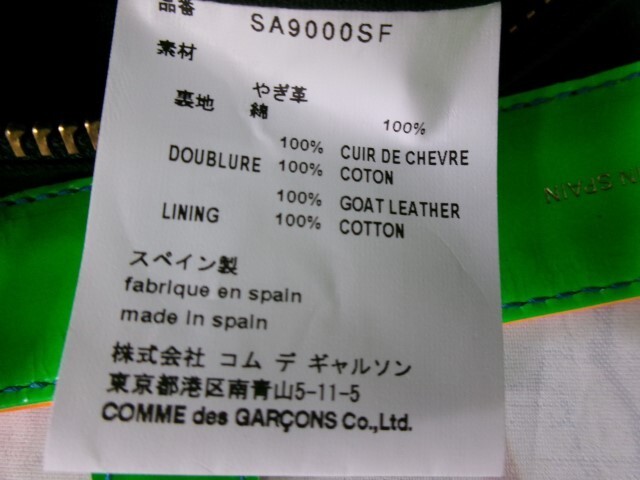 品番 SA9000SF
素材
やぎ革
裏地 綿 100%
100% CUIR DE CHEVRE
DOUBLURE 100% COTON
100% GOAT LEATHER
LINING 100% COTTON
スペイン製
fabrique en spain
made in spain
株式会社 コム デ ギャルソン
東京都港区南青山5-11-5
COMME des GARÇONS Co.,Ltd.
IN SPAIN